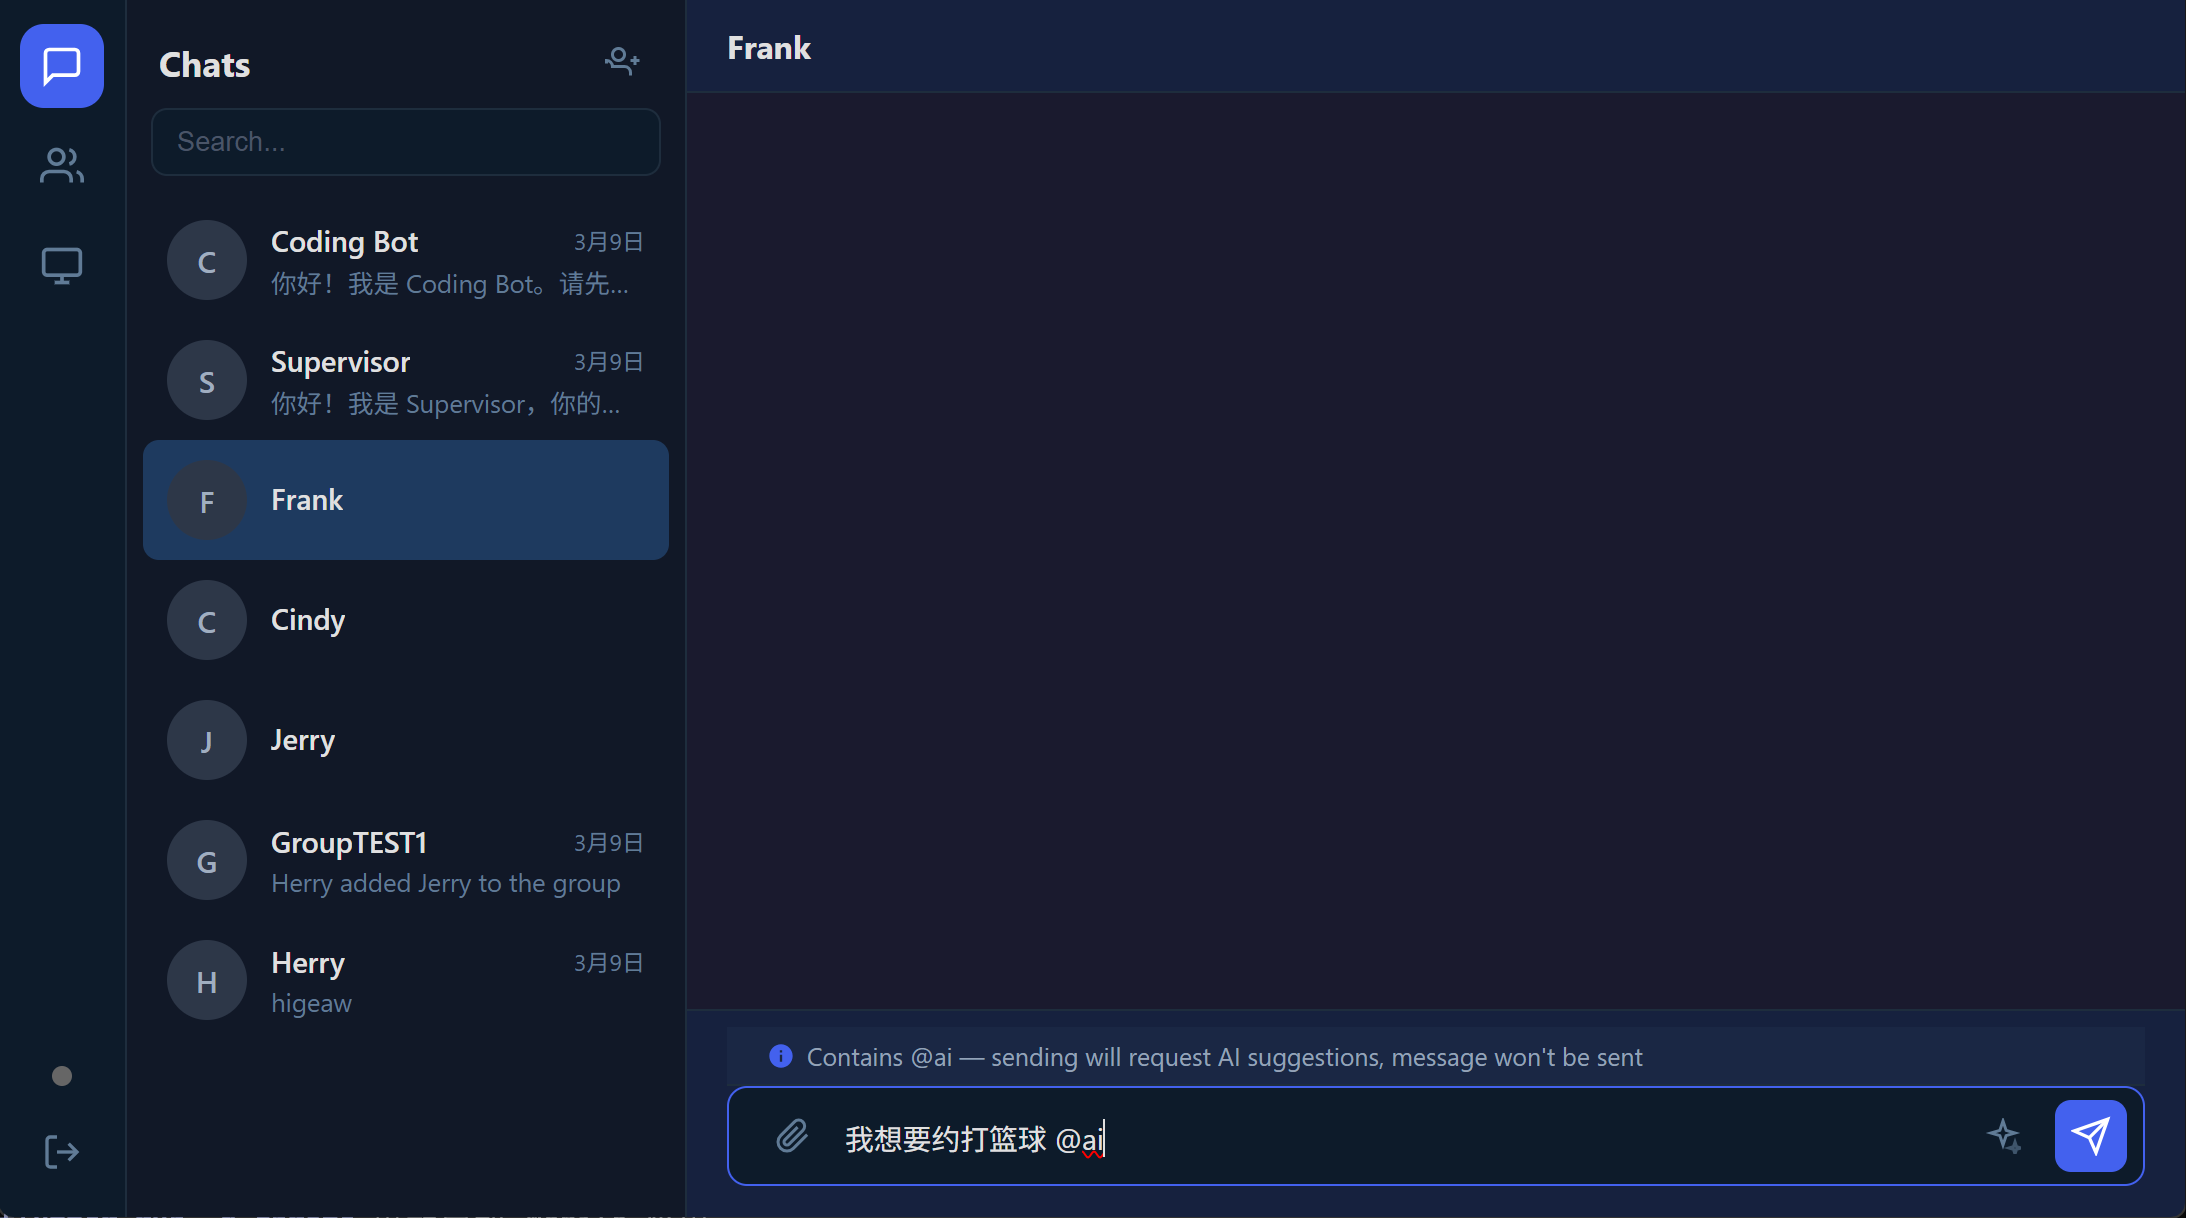 Chats
Search...
C
Coding Bot
3月9日
你好！我是 Coding Bot。请先...
S
Supervisor
3月9日
你好！我是 Supervisor，你的...
F
Frank
C
Cindy
J
Jerry
G
GroupTEST1
3月9日
Herry added Jerry to the group
H
Herry
3月9日
higeaw
Frank
Contains @ai — sending will request AI suggestions, message won't be sent
我想要约打篮球 @ai